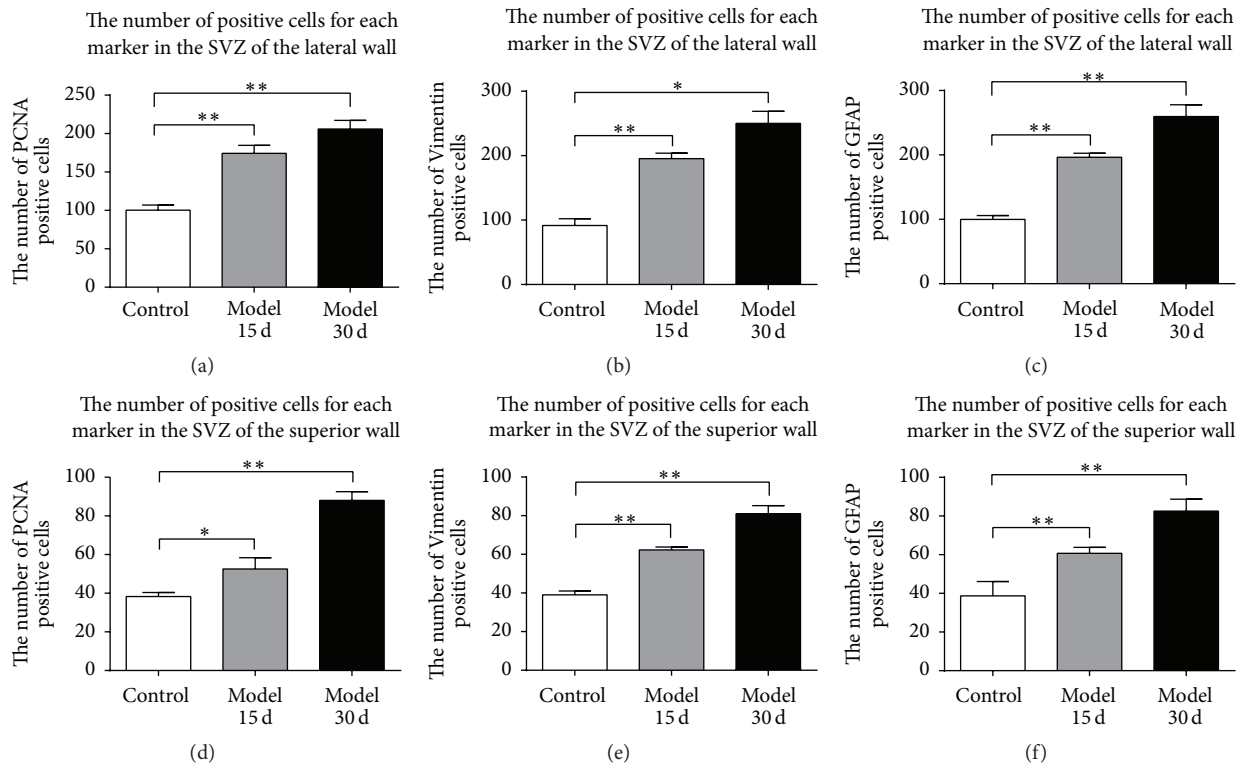 The number of positive cells for each
marker in the SVZ of the lateral wall
The number of PCNA
positive cells
250
200
150
100
50
0
**
**
Control
Model
15 d
Model
30 d
(a)
The number of positive cells for each
marker in the SVZ of the lateral wall
The number of Vimentin
positive cells
300
200
100
0
*
**
Control
Model
15 d
Model
30 d
(b)
The number of positive cells for each
marker in the SVZ of the lateral wall
The number of GFAP
positive cells
300
200
100
0
**
**
Control
Model
15 d
Model
30 d
(c)
The number of positive cells for each
marker in the SVZ of the superior wall
The number of PCNA
positive cells
100
80
60
40
20
0
**
*
Control
Model
15 d
Model
30 d
(d)
The number of positive cells for each
marker in the SVZ of the superior wall
The number of Vimentin
positive cells
100
80
60
40
20
0
**
**
Control
Model
15 d
Model
30 d
(e)
The number of positive cells for each
marker in the SVZ of the superior wall
The number of GFAP
positive cells
100
80
60
40
20
0
**
**
Control
Model
15 d
Model
30 d
(f)